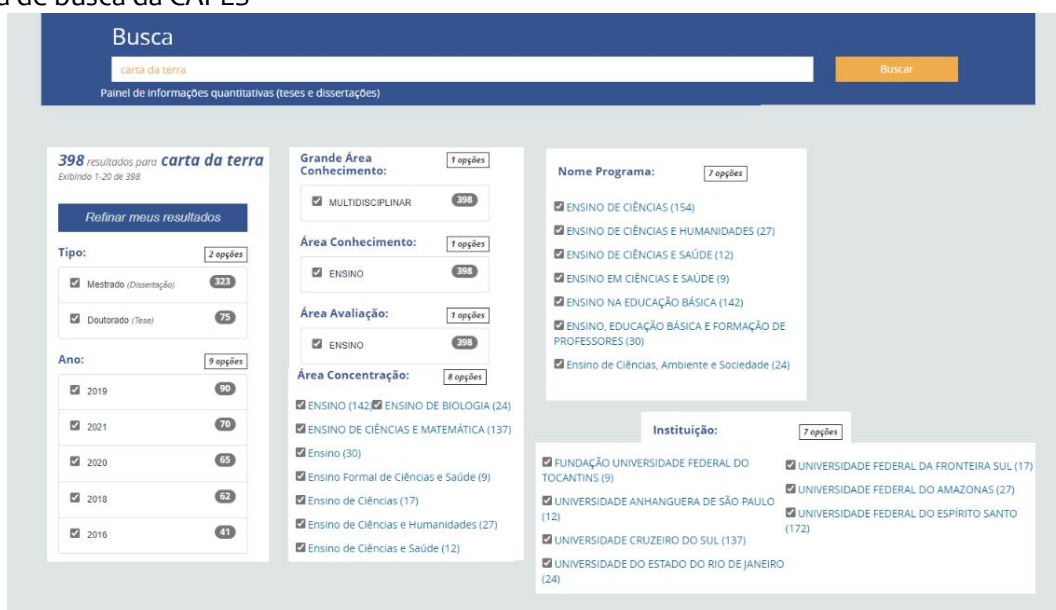 de busca da CAPES
Busca
carta da terra
Buscar
Painel de informações quantitativas (teses e dissertações)
398 resultados para carta da terra
Exibindo 1-20 de 398
Refinar meus resultados
Tipo:
2 opções
Mestrado (Dissertação)
323
Doutorado (Tese)
75
Ano:
9 opções
2019
90
2021
70
2020
65
2018
62
2016
41
Grande Área
Conhecimento:
1 opções
MULTIDISCIPLINAR
398
Área Conhecimento:
1 opções
ENSINO
398
Área Avaliação:
1 opções
ENSINO
398
Área Concentração:
8 opções
ENSINO (142) ENSINO DE BIOLOGIA (24)
ENSINO DE CIÊNCIAS E MATEMÁTICA (137)
Ensino (30)
Ensino Formal de Ciências e Saúde (9)
Ensino de Ciências (17)
Ensino de Ciências e Humanidades (27)
Ensino de Ciências e Saúde (12)
Nome Programa:
7 opções
ENSINO DE CIÊNCIAS (154)
ENSINO DE CIÊNCIAS E HUMANIDADES (27)
ENSINO DE CIÊNCIAS E SAÚDE (12)
ENSINO EM CIÊNCIAS E SAÚDE (9)
ENSINO NA EDUCAÇÃO BÁSICA (142)
ENSINO, EDUCAÇÃO BÁSICA E FORMAÇÃO DE
PROFESSORES (30)
Ensino de Ciências, Ambiente e Sociedade (24)
Instituição:
7 opções
FUNDAÇÃO UNIVERSIDADE FEDERAL DO
TOCANTINS (9)
UNIVERSIDADE ANHANGUERA DE SÃO PAULO
(12)
UNIVERSIDADE CRUZEIRO DO SUL (137)
UNIVERSIDADE DO ESTADO DO RIO DE JANEIRO
(24)
UNIVERSIDADE FEDERAL DA FRONTEIRA SUL (17)
UNIVERSIDADE FEDERAL DO AMAZONAS (27)
UNIVERSIDADE FEDERAL DO ESPÍRITO SANTO
(172)